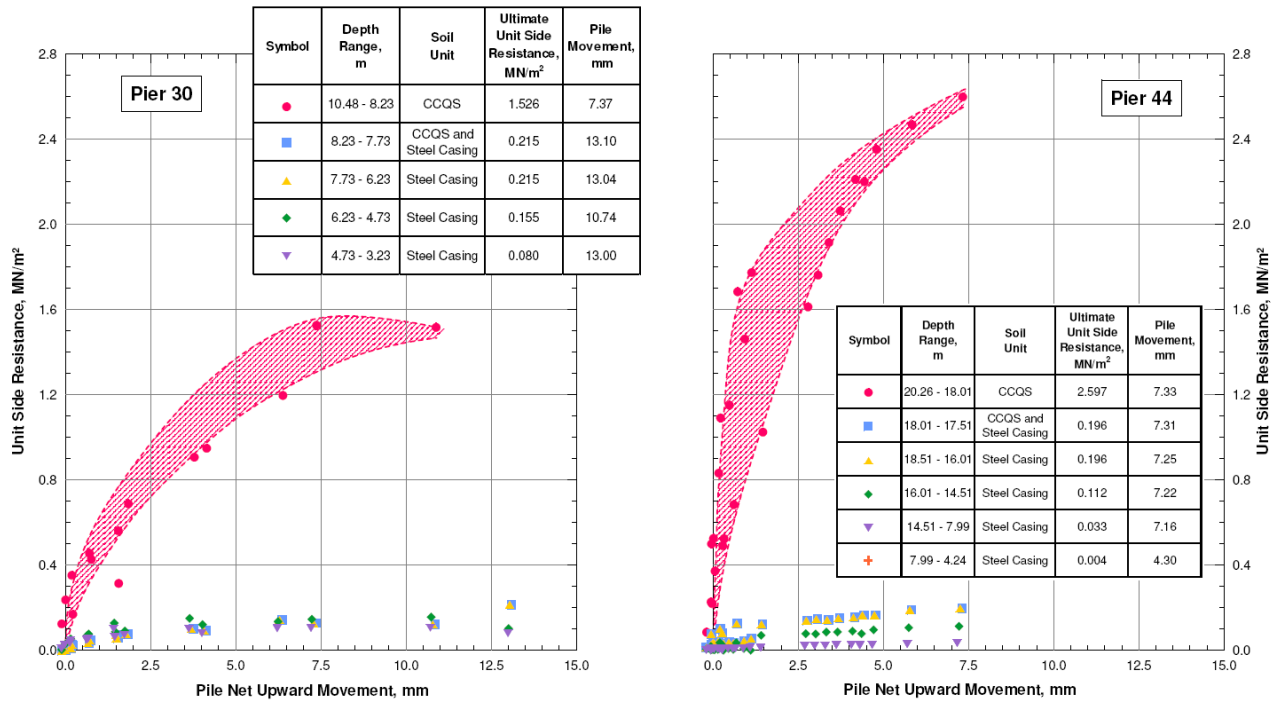 Pier 30
Symbol Depth Range, m Soil Unit Ultimate Unit Side Resistance, MN/m² Pile Movement, mm
10.48 - 8.23 CCQS 1.526 7.37
8.23 - 7.73 CCQS and Steel Casing 0.215 13.10
7.73 - 6.23 Steel Casing 0.215 13.04
6.23 - 4.73 Steel Casing 0.155 10.74
4.73 - 3.23 Steel Casing 0.080 13.00
Unit Side Resistance, MN/m²
2.8
2.4
2.0
1.6
1.2
0.8
0.4
0.0
0.0 2.5 5.0 7.5 10.0 12.5 15.0
Pile Net Upward Movement, mm
Pier 44
Symbol Depth Range, m Soil Unit Ultimate Unit Side Resistance, MN/m² Pile Movement, mm
20.26 - 18.01 CCQS 2.597 7.33
18.01 - 17.51 CCQS and Steel Casing 0.196 7.31
18.51 - 16.01 Steel Casing 0.196 7.25
16.01 - 14.51 Steel Casing 0.112 7.22
14.51 - 7.99 Steel Casing 0.033 7.16
7.99 - 4.24 Steel Casing 0.004 4.30
2.8
2.4
2.0
1.6
1.2
0.8
0.4
0.0
Unit Side Resistance, MN/m²
0.0 2.5 5.0 7.5 10.0 12.5 15.0
Pile Net Upward Movement, mm